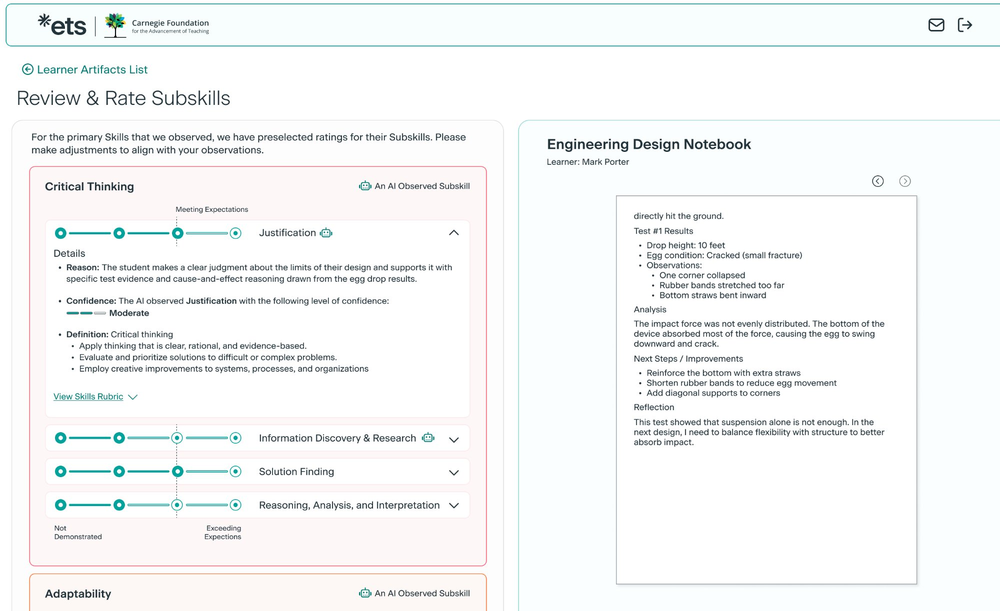 *ets
Carnegie Foundation
for the Advancement of Teaching
Learner Artifacts List
Review & Rate Subskills
For the primary Skills that we observed, we have preselected ratings for their Subskills. Please
make adjustments to align with your observations.
Critical Thinking
An AI Observed Subskill
Meeting Expectations
Justification
Details
• Reason: The student makes a clear judgment about the limits of their design and supports it with
specific test evidence and cause-and-effect reasoning drawn from the egg drop results.
• Confidence: The AI observed Justification with the following level of confidence:
Moderate
• Definition: Critical thinking
• Apply thinking that is clear, rational, and evidence-based.
• Evaluate and prioritize solutions to difficult or complex problems.
• Employ creative improvements to systems, processes, and organizations
View Skills Rubric
Information Discovery & Research
Solution Finding
Reasoning, Analysis, and Interpretation
Not
Demonstrated
Exceeding
Expections
Adaptability
An AI Observed Subskill
Engineering Design Notebook
Learner: Mark Porter
directly hit the ground.
Test #1 Results
• Drop height: 10 feet
• Egg condition: Cracked (small fracture)
• Observations:
• One corner collapsed
• Rubber bands stretched too far
• Bottom straws bent inward
Analysis
The impact force was not evenly distributed. The bottom of the
device absorbed most of the force, causing the egg to swing
downward and crack.
Next Steps / Improvements
• Reinforce the bottom with extra straws
• Shorten rubber bands to reduce egg movement
• Add diagonal supports to corners
Reflection
This test showed that suspension alone is not enough. In the
next design, I need to balance flexibility with structure to better
absorb impact.